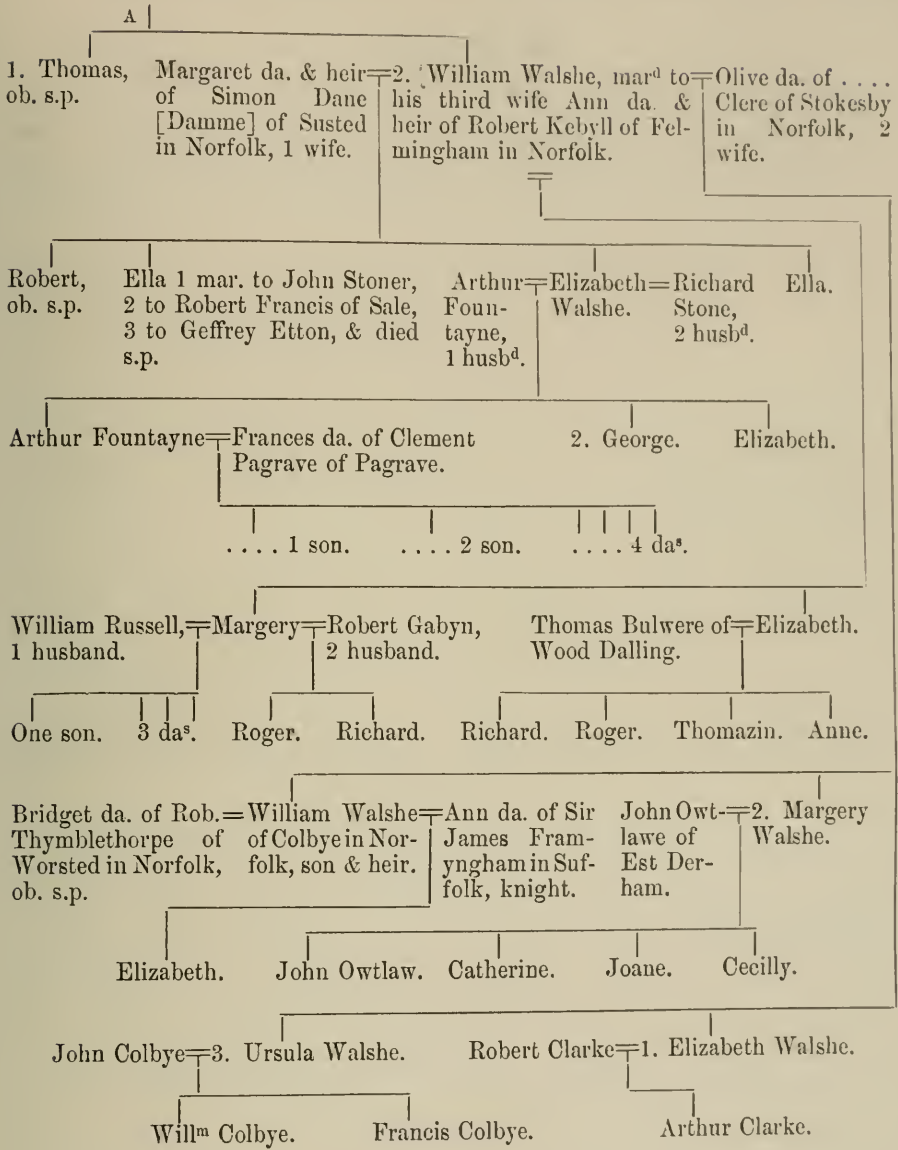 A
1. Thomas,
ob. s.p.
Margaret da. & heir
of Simon Dane
[Damme] of Susted
in Norfolk, 1 wife.
2. William Walshe, marᵈ to
his third wife Ann da. &
heir of Robert Kebyll of Fel-
mingham in Norfolk.
Olive da. of . . . .
Clere of Stokesby
in Norfolk, 2
wife.
Robert,
ob. s.p.
Ella 1 mar. to John Stoner,
2 to Robert Francis of Sale,
3 to Geffrey Etton, & died
s.p.
Arthur
Foun-
tayne,
1 husbᵈ.
Elizabeth
Walshe.
Richard
Stone,
2 husbᵈ.
Ella.
Arthur Fountayne
Frances da. of Clement
Pagrave of Pagrave.
2. George.
Elizabeth.
. . . . 1 son.
. . . . 2 son.
. . . . 4 daˢ.
William Russell,
1 husband.
Margery
Robert Gabyn,
2 husband.
Thomas Bulwere of
Wood Dalling.
Elizabeth.
One son.
3 daˢ.
Roger.
Richard.
Richard.
Roger.
Thomazin.
Anne.
Bridget da. of Rob.
Thymblethorpe of
Worsted in Norfolk,
ob. s.p.
William Walshe
of Colbye in Nor-
folk, son & heir.
Ann da. of Sir
James Fram-
yngham in Suf-
folk, knight.
John Owt-
lawe of
Est Der-
ham.
2. Margery
Walshe.
Elizabeth.
John Owtlaw.
Catherine.
Joane.
Cecilly.
John Colbye
3. Ursula Walshe.
Robert Clarke
1. Elizabeth Walshe.
Willᵐ Colbye.
Francis Colbye.
Arthur Clarke.